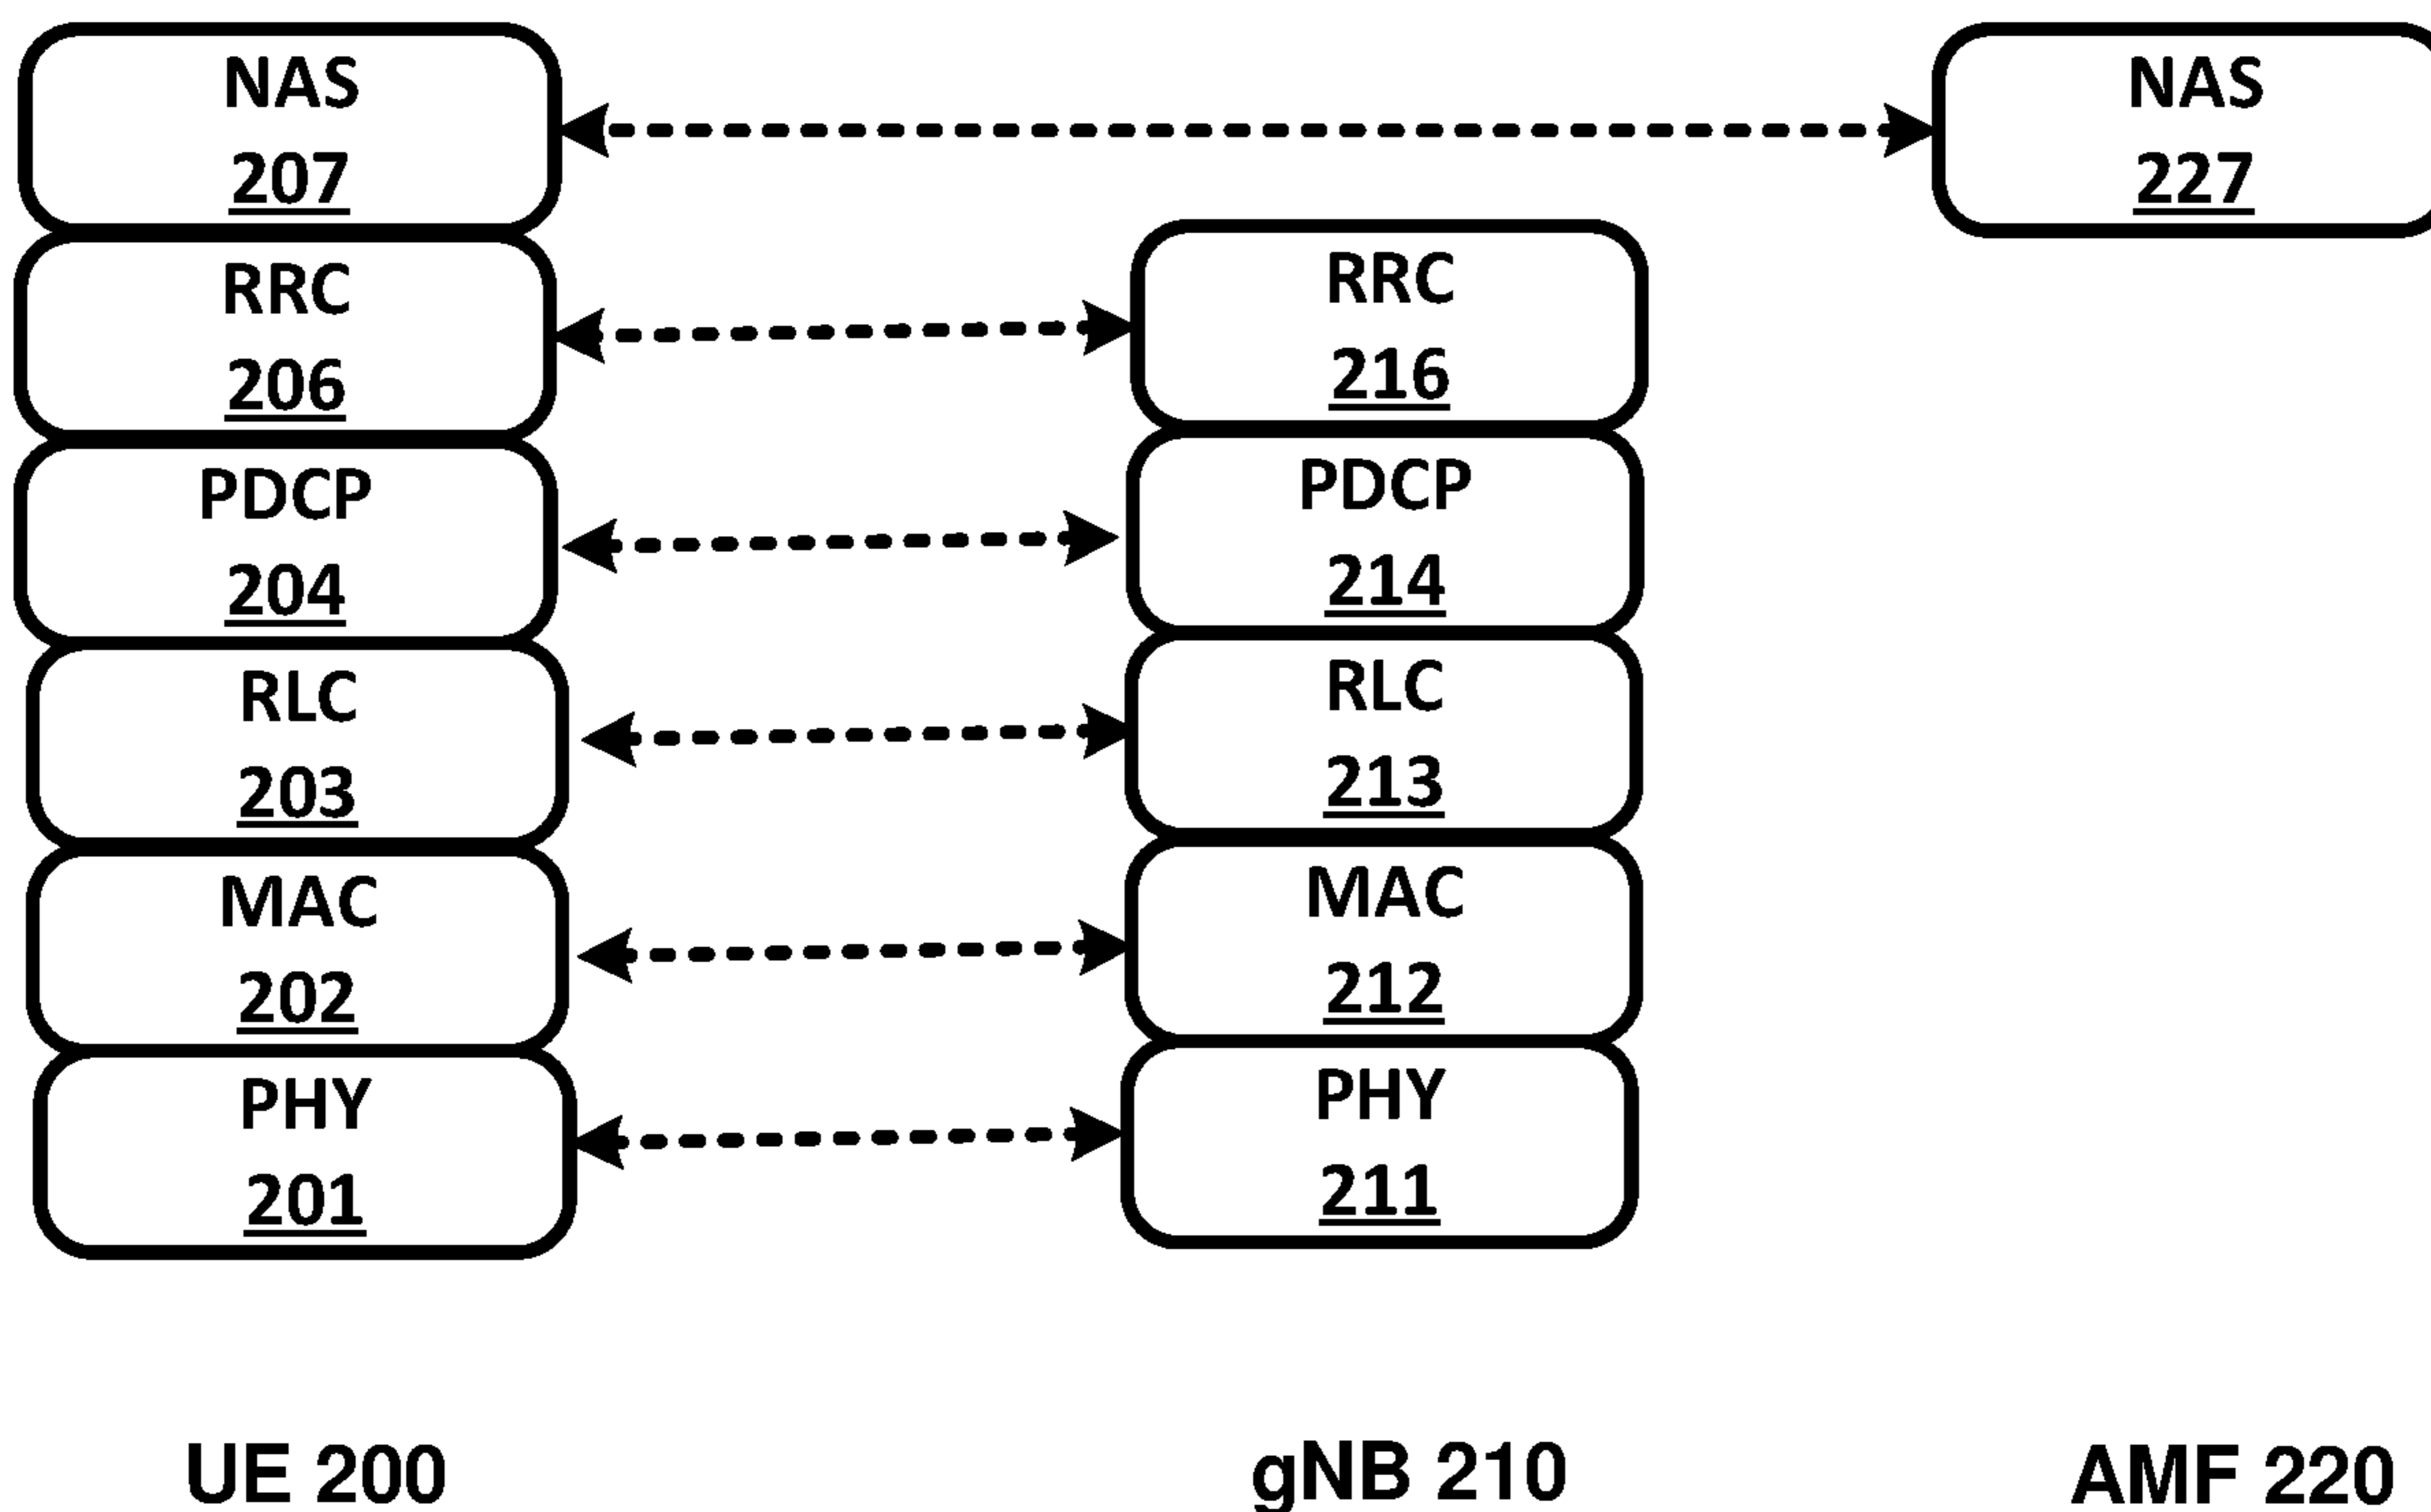 NAS
207
NAS
227
RRC
206
RRC
216
PDCP
204
PDCP
214
RLC
203
RLC
213
MAC
202
MAC
212
PHY
201
PHY
211
UE 200
gNB 210
AMF 220